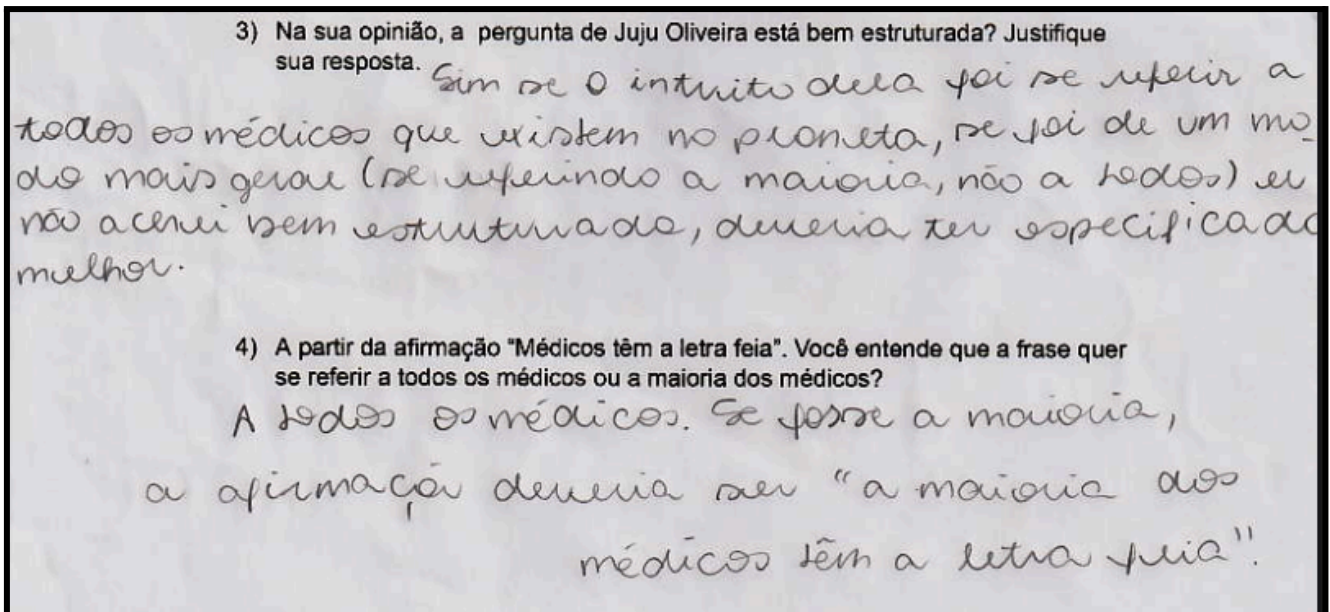 3) Na sua opinião, a pergunta de Juju Oliveira está bem estruturada? Justifique
sua resposta. Sim se o intuito dela foi se referir a
todos os médicos que existem no planeta, se foi de um mo_
do mais geral (se referindo a maioria, não a todos) eu
não achei bem estruturada, deveria ter especificado
melhor.
4) A partir da afirmação "Médicos têm a letra feia". Você entende que a frase quer
se referir a todos os médicos ou a maioria dos médicos?
A todos os médicos. Se fosse a maioria,
a afirmação deveria ser "a maioria dos
médicos têm a letra feia".